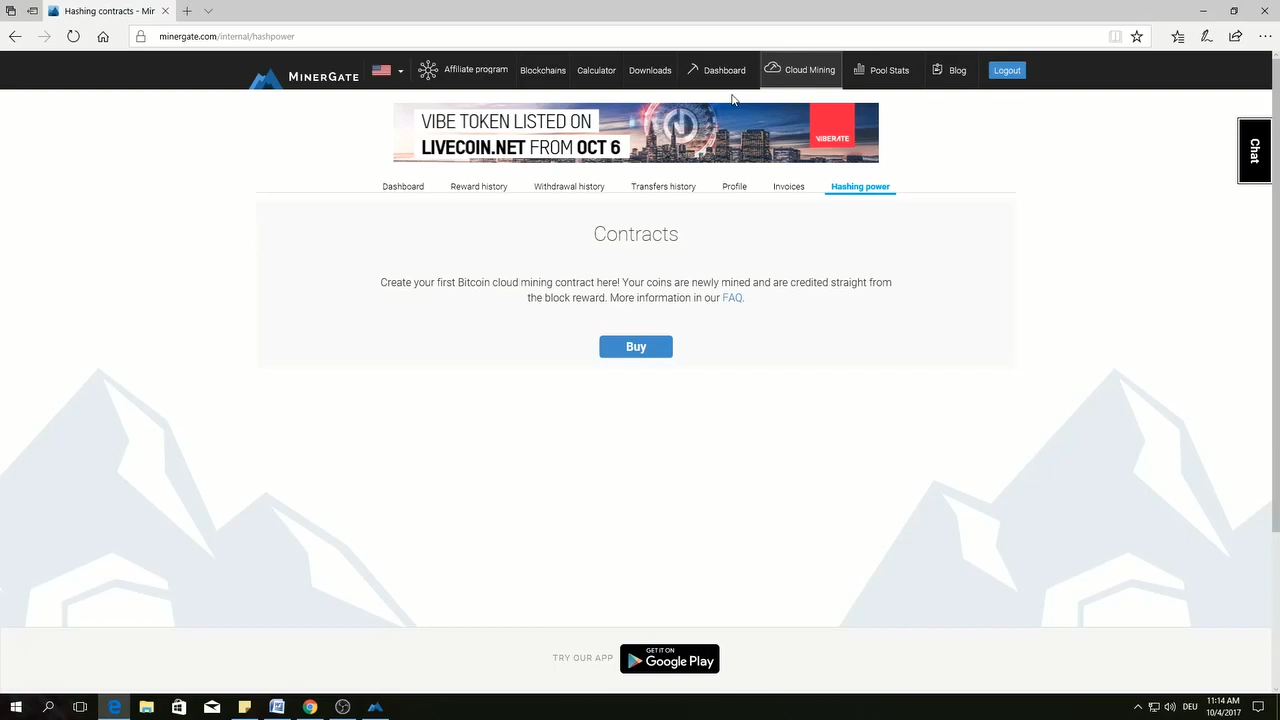 Hashing contracts - Mir
minergate.com/internal/hashpower
MINERGATE
Affiliate program
Blockchains
Calculator
Downloads
Dashboard
Cloud Mining
Pool Stats
Blog
Logout
VIBE TOKEN LISTED ON
LIVECOIN.NET FROM OCT 6
VIBERATE
Chat
Dashboard
Reward history
Withdrawal history
Transfers history
Profile
Invoices
Hashing power
Contracts
Create your first Bitcoin cloud mining contract here! Your coins are newly mined and are credited straight from
the block reward. More information in our FAQ.
Buy
TRY OUR APP
GET IT ON
Google Play
DEU
11:14 AM
10/4/2017